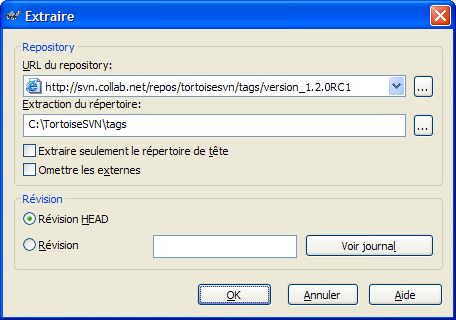 Extraire
Repository
URL du repository:
http://svn.collab.net/repos/tortoisesvn/tags/version_1.2.0RC1
...
Extraction du répertoire:
C:\TortoiseSVN\tags
...
Extraire seulement le répertoire de tête
Omettre les externes
Révision
Révision HEAD
Révision
Voir journal
OK
Annuler
Aide